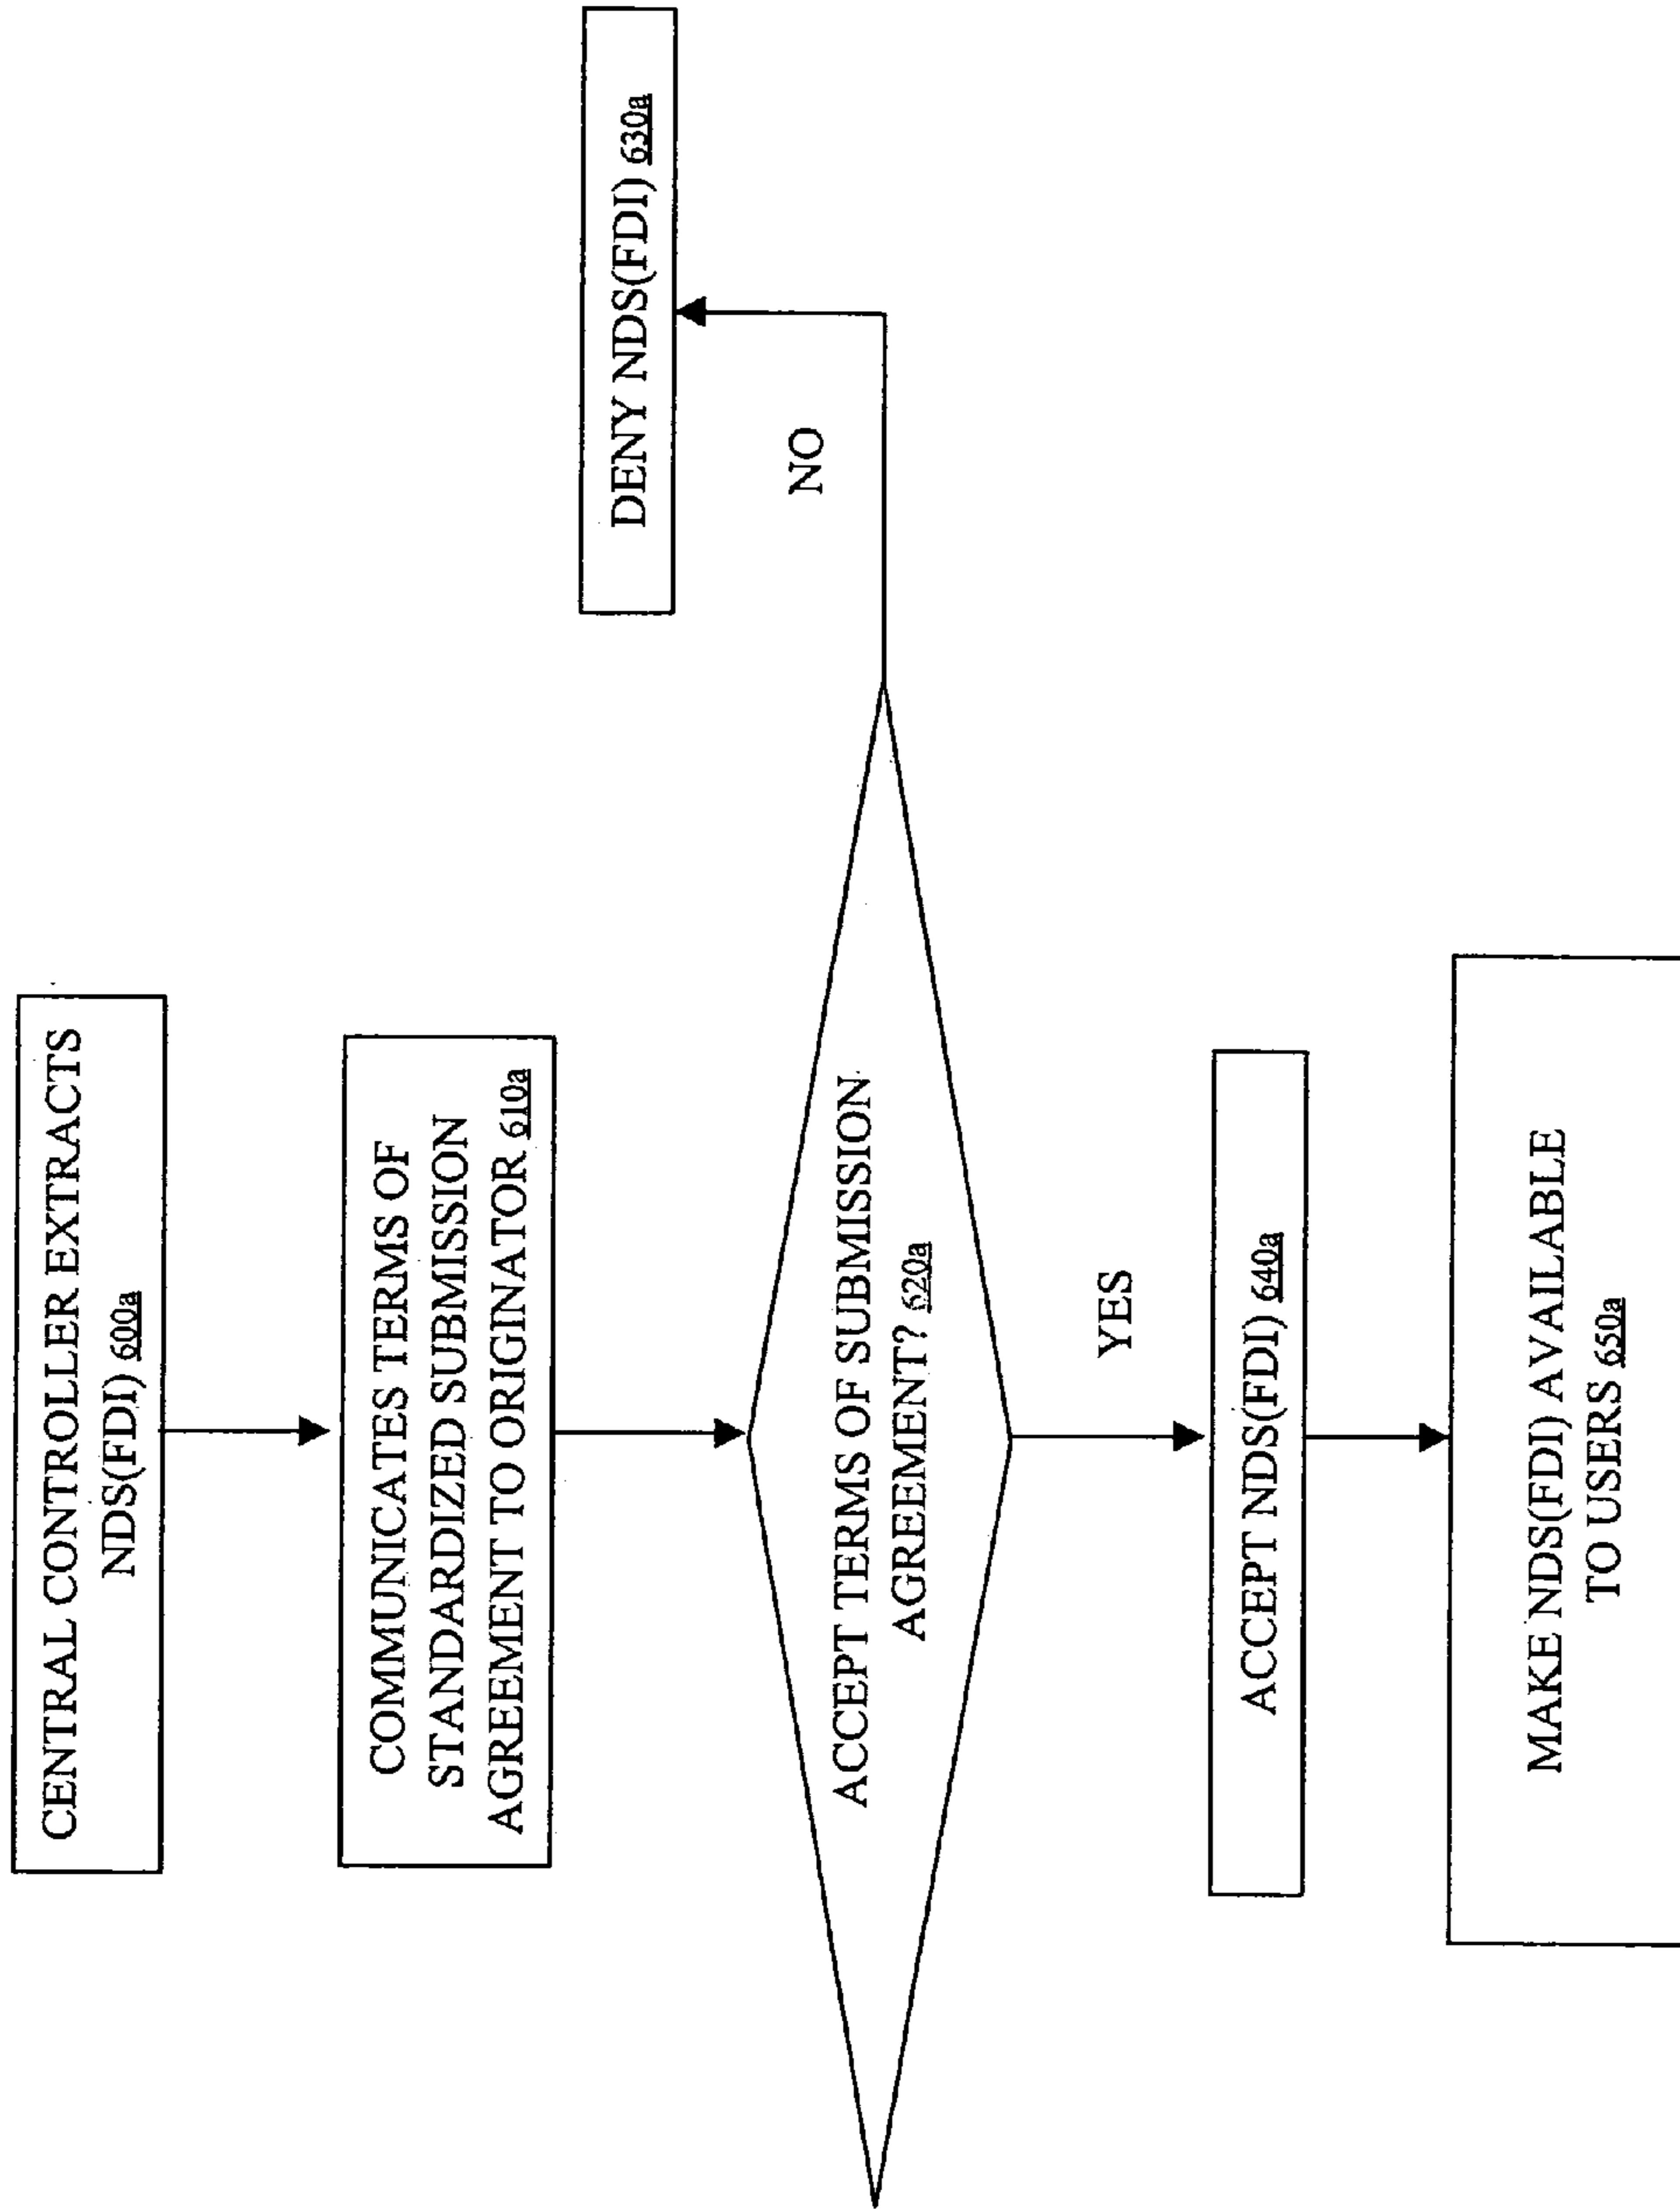 CENTRAL CONTROLLER EXTRACTS
NDS(FDI) 600a
COMMUNICATES TERMS OF
STANDARDIZED SUBMISSION
AGREEMENT TO ORIGINATOR 610a
ACCEPT TERMS OF SUBMISSION
AGREEMENT? 620a
NO
DENY NDS(FDI) 630a
YES
ACCEPT NDS(FDI) 640a
MAKE NDS(FDI) AVAILABLE
TO USERS 650a